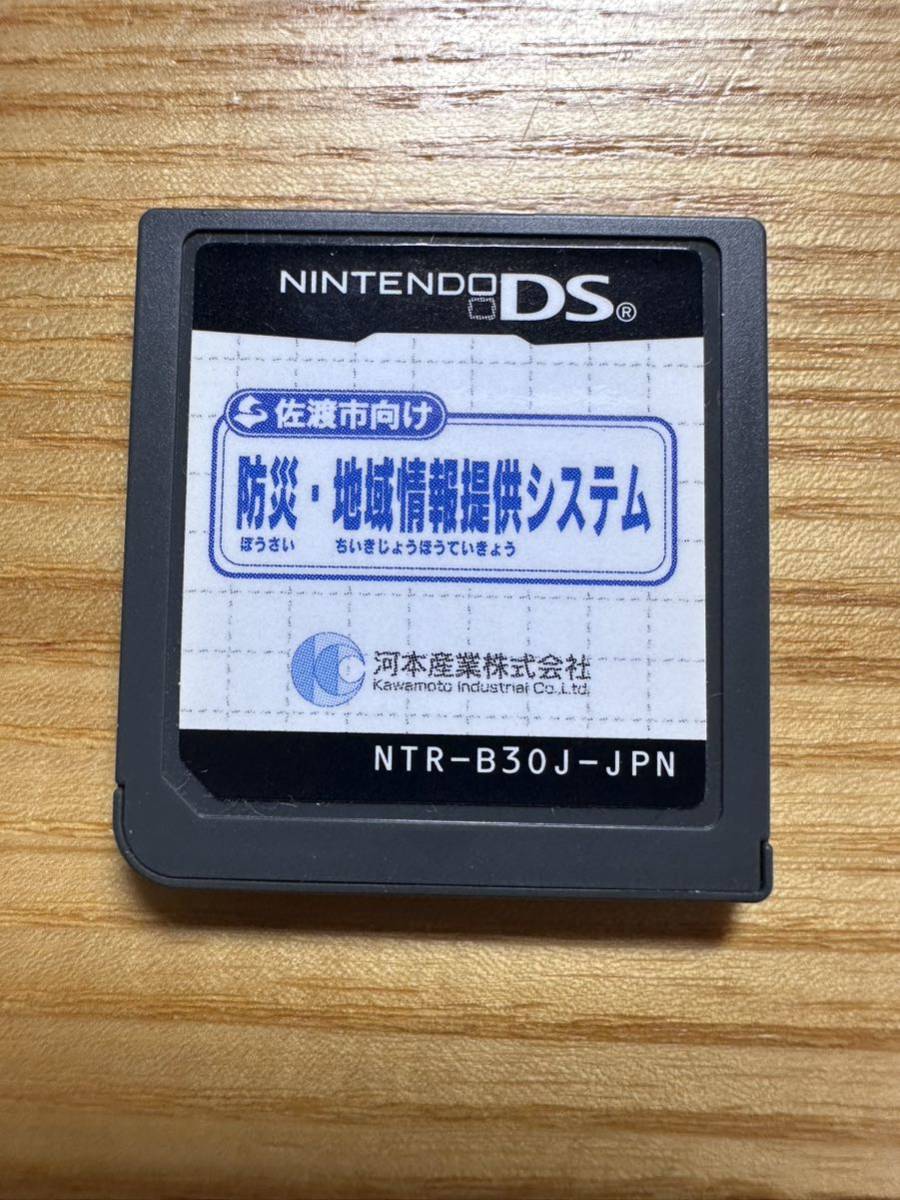 NINTENDO DS®
佐渡市向け
防災・地域情報提供システム
ぼうさい ちいきじょうほうていきょう
河本産業株式会社
Kawamoto Industrial Co.,Ltd.
NTR-B30J-JPN